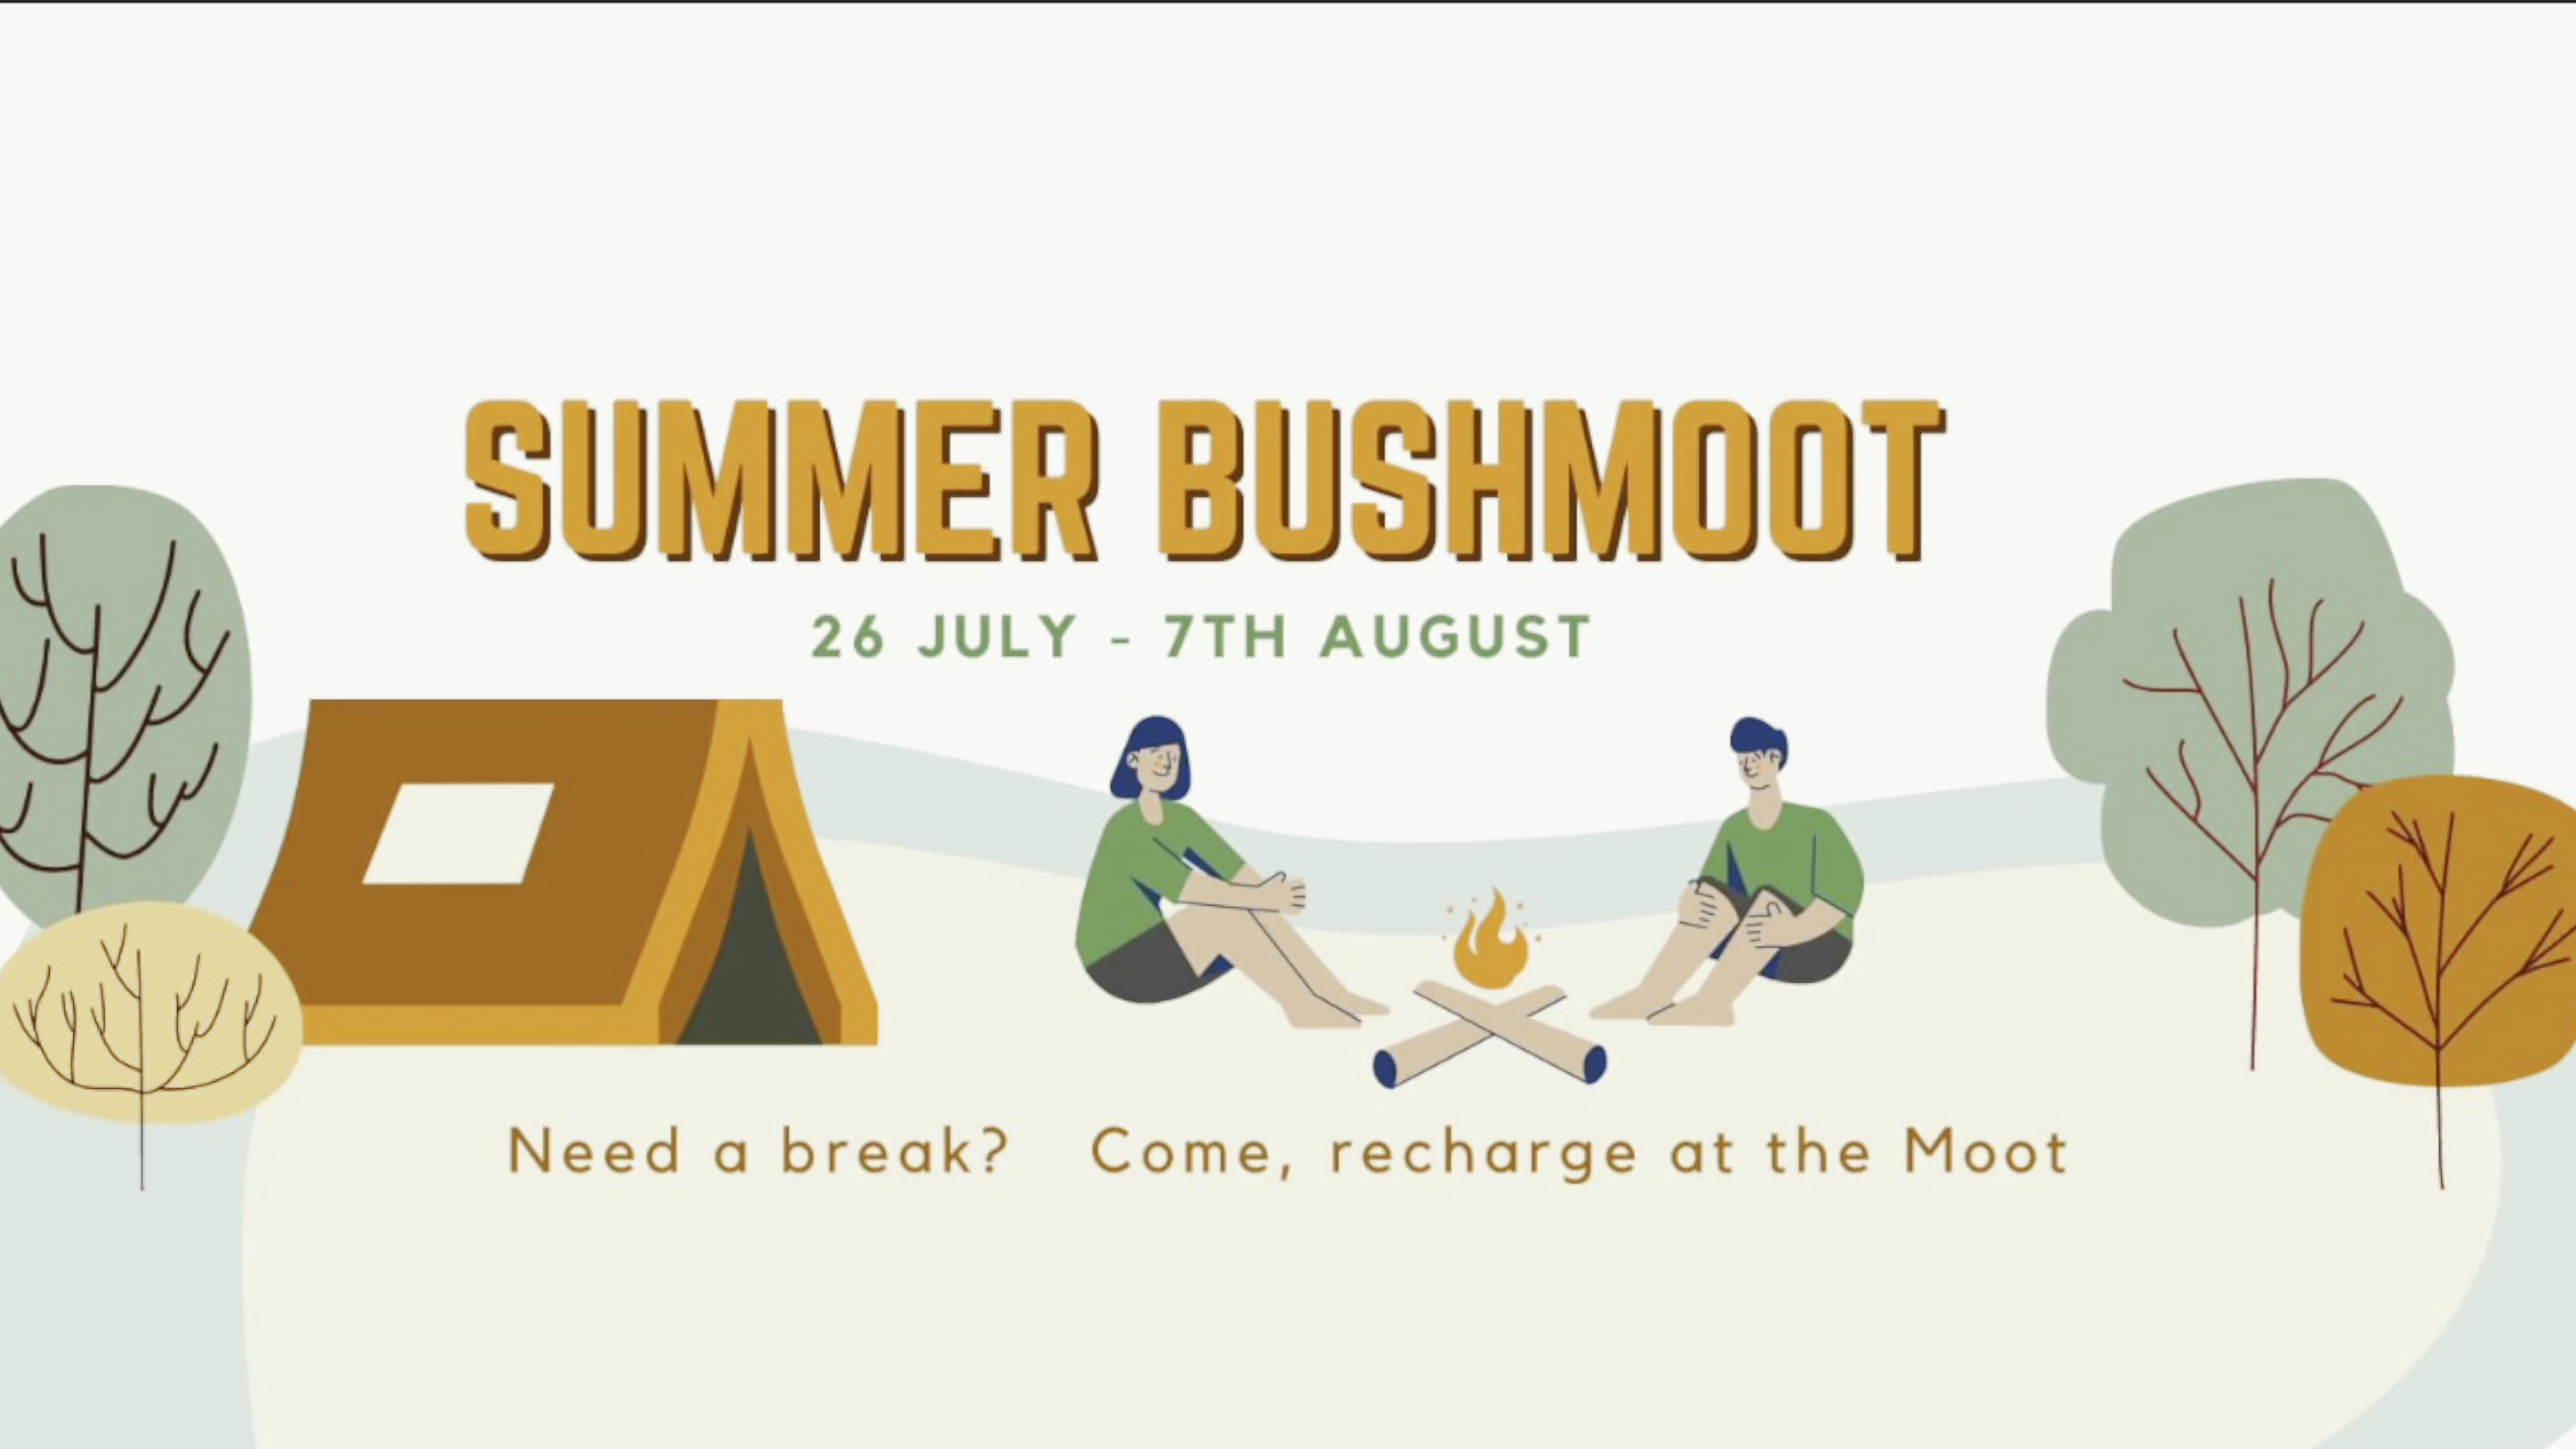 SUMMER BUSHMOOT
26 JULY - 7TH AUGUST
Need a break? Come, recharge at the Moot